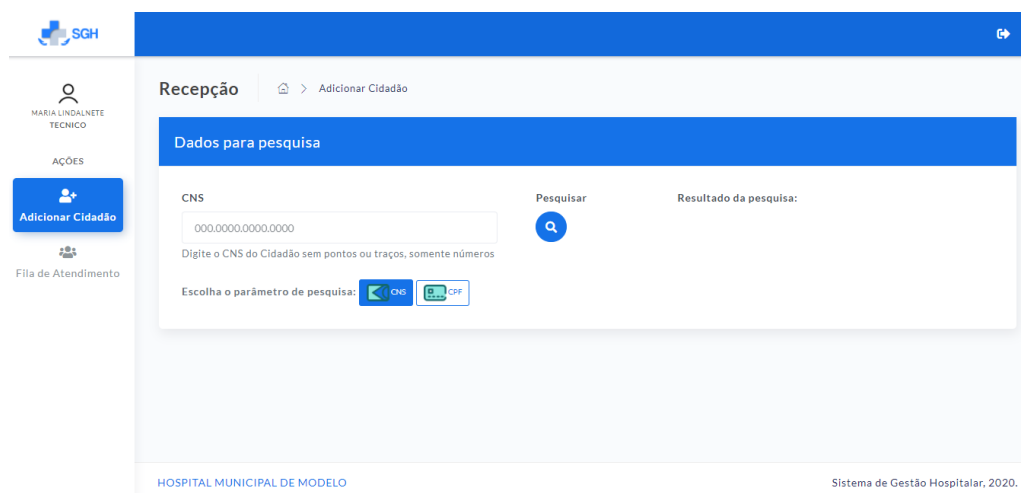 SGH
MARIA LINDALNETE
TECNICO
AÇÕES
Adicionar Cidadão
Fila de Atendimento
Recepção
> Adicionar Cidadão
Dados para pesquisa
CNS
000.0000.0000.0000
Digite o CNS do Cidadão sem pontos ou traços, somente números
Pesquisar
Resultado da pesquisa:
Escolha o parâmetro de pesquisa: CNS CPF
HOSPITAL MUNICIPAL DE MODELO
Sistema de Gestão Hospitalar, 2020.